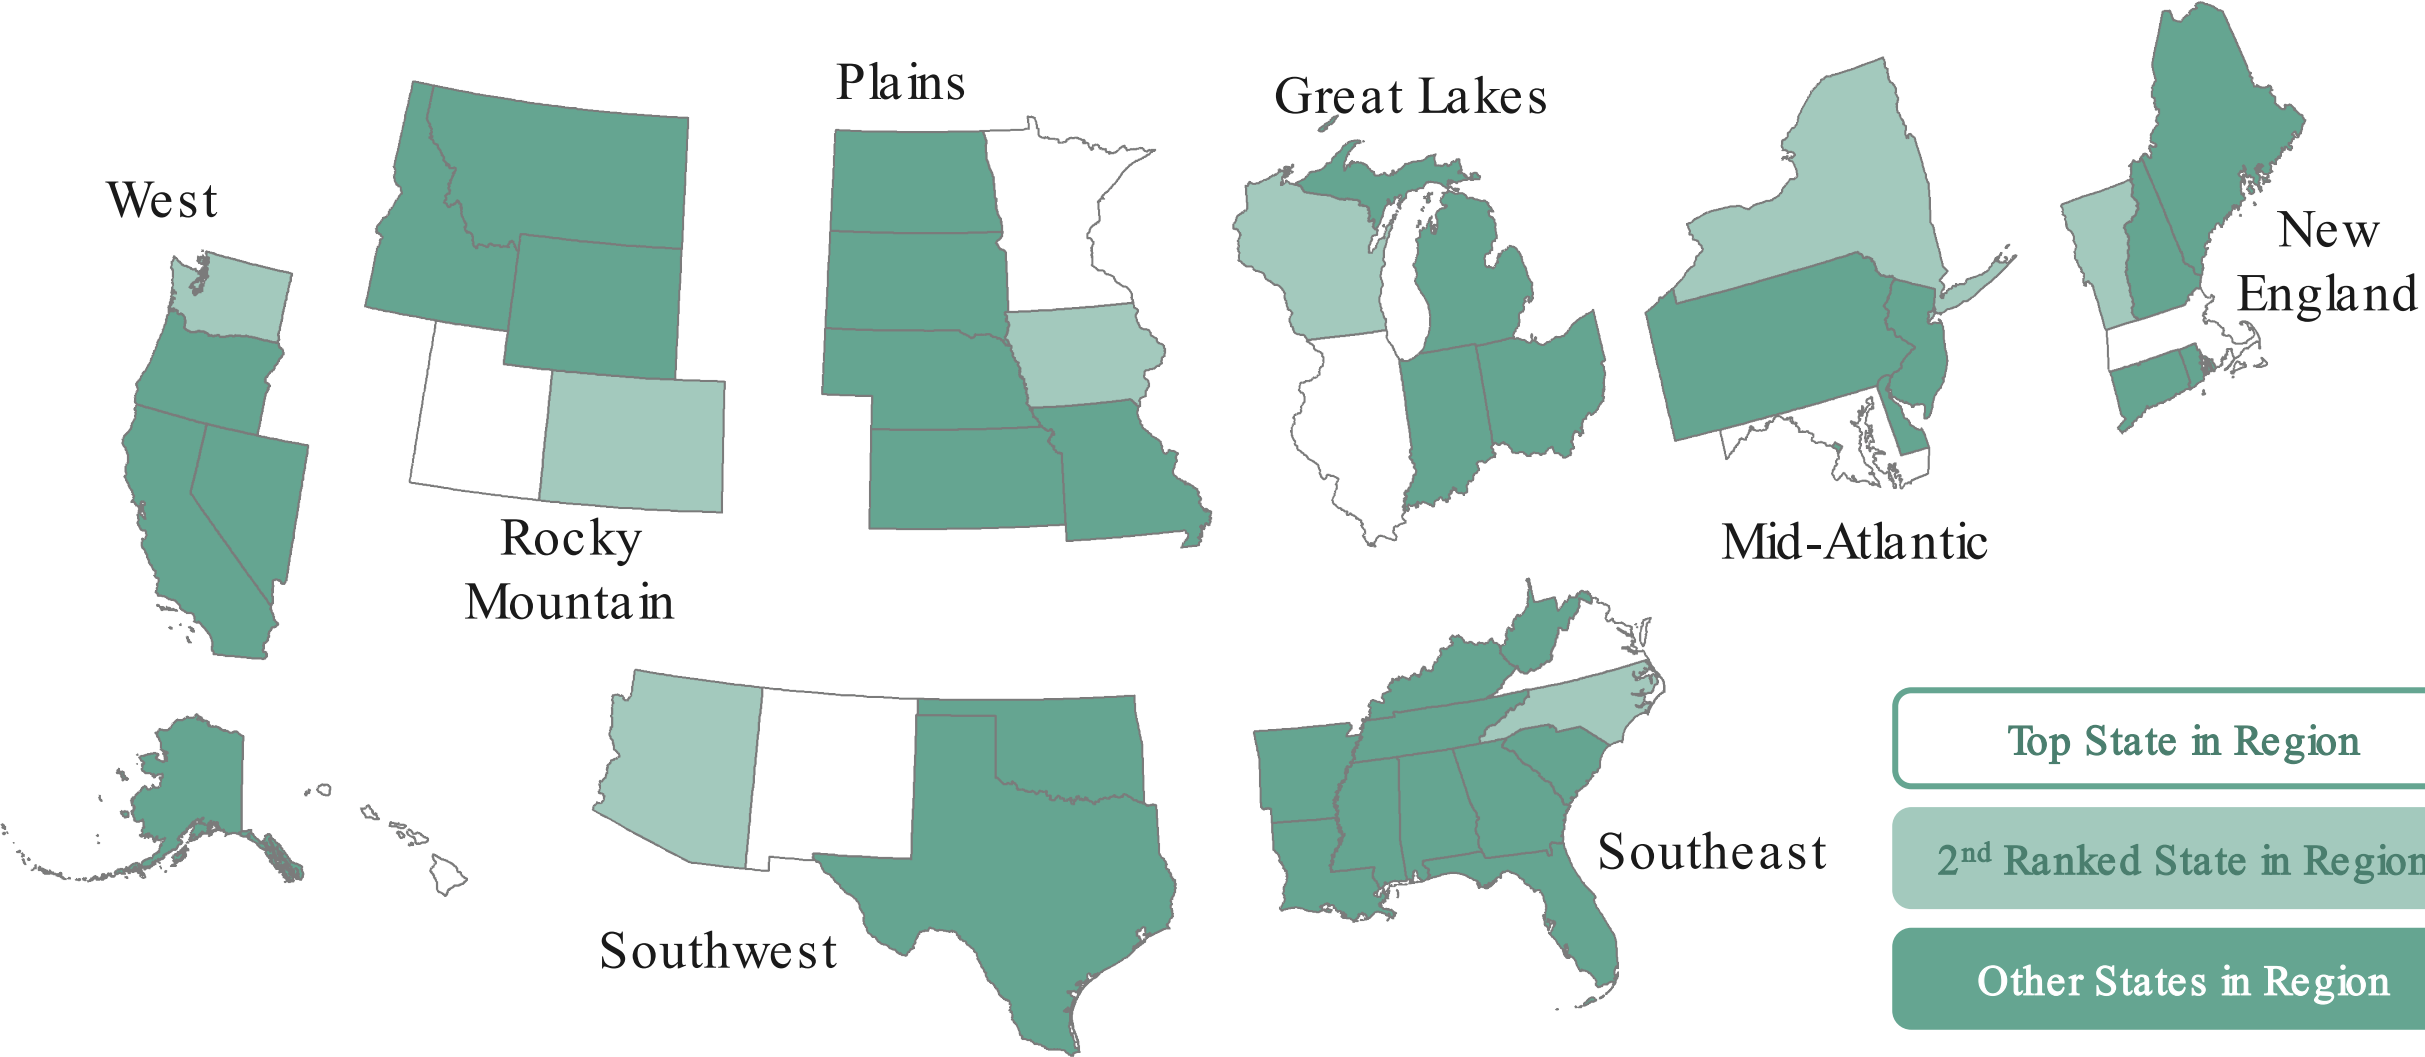 Plains
Great Lakes
West
New
England
Rocky
Mountain
Mid-Atlantic
Southeast
Southwest
Top State in Region
2nd Ranked State in Region
Other States in Region